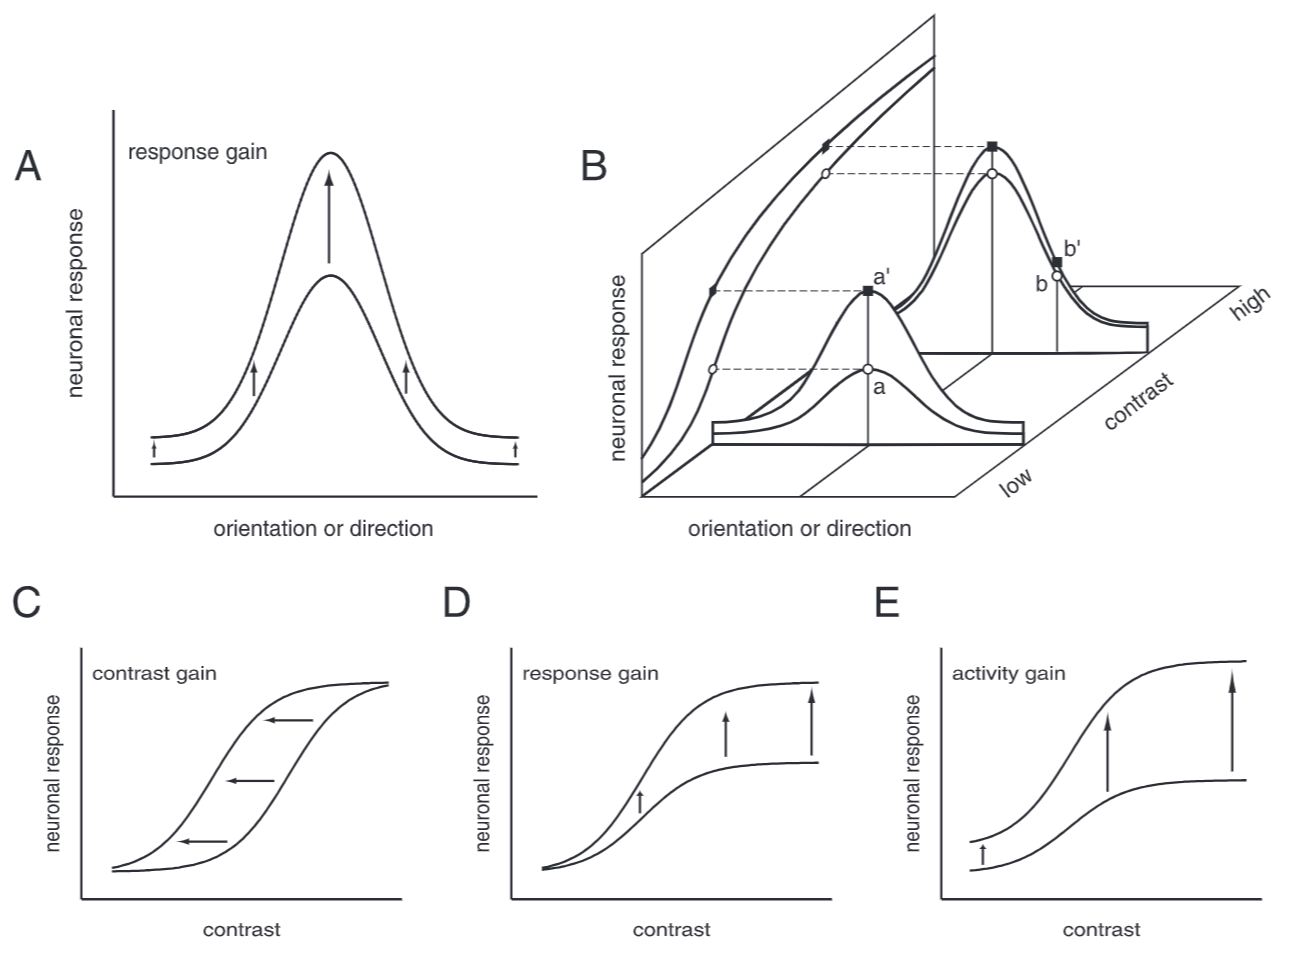 A
response gain
neuronal response
orientation or direction
B
neuronal response
a'
a
b'
b
high
contrast
low
orientation or direction
C
contrast gain
neuronal response
contrast
D
response gain
neuronal response
contrast
E
activity gain
neuronal response
contrast